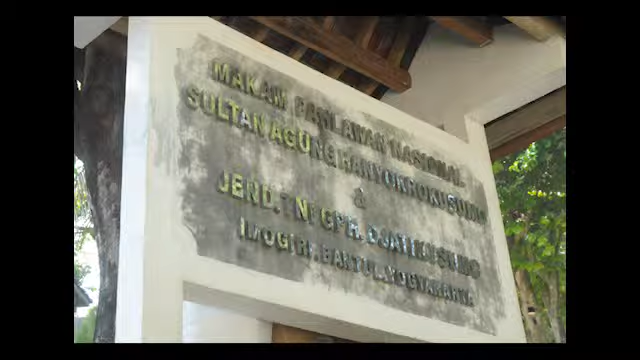 MAKAM PAHLAWAN NASIONAL
SULTAN AGUNG HANYOKROKUSUMO
&
JEND. TNI GPH. DJATIKUSUMO
IMOGIRI, BANTUL, YOGYAKARTA